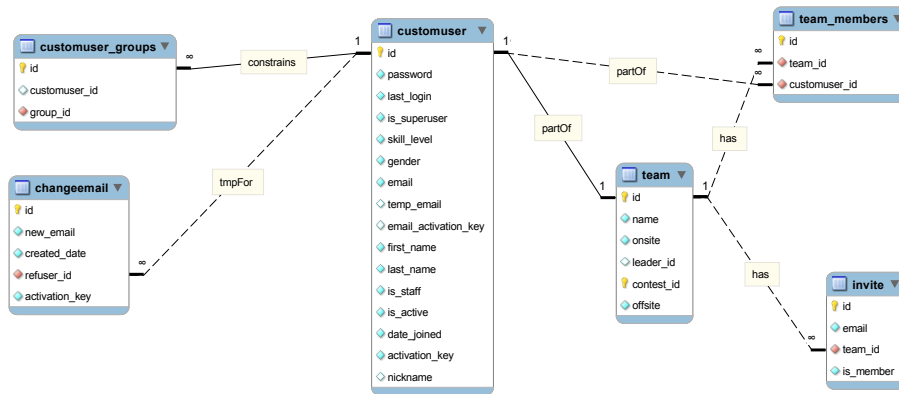 customuser_groups
id
customuser_id
group_id
∞
constrains
1
customuser
id
password
last_login
is_superuser
skill_level
gender
email
temp_email
email_activation_key
first_name
last_name
is_staff
is_active
date_joined
activation_key
nickname
1
tmpFor
∞
changeemail
id
new_email
created_date
refuser_id
activation_key
partOf
partOf
∞
∞
team_members
id
team_id
customuser_id
has
1
1
team
id
name
onsite
leader_id
contest_id
offsite
has
∞
invite
id
email
team_id
is_member